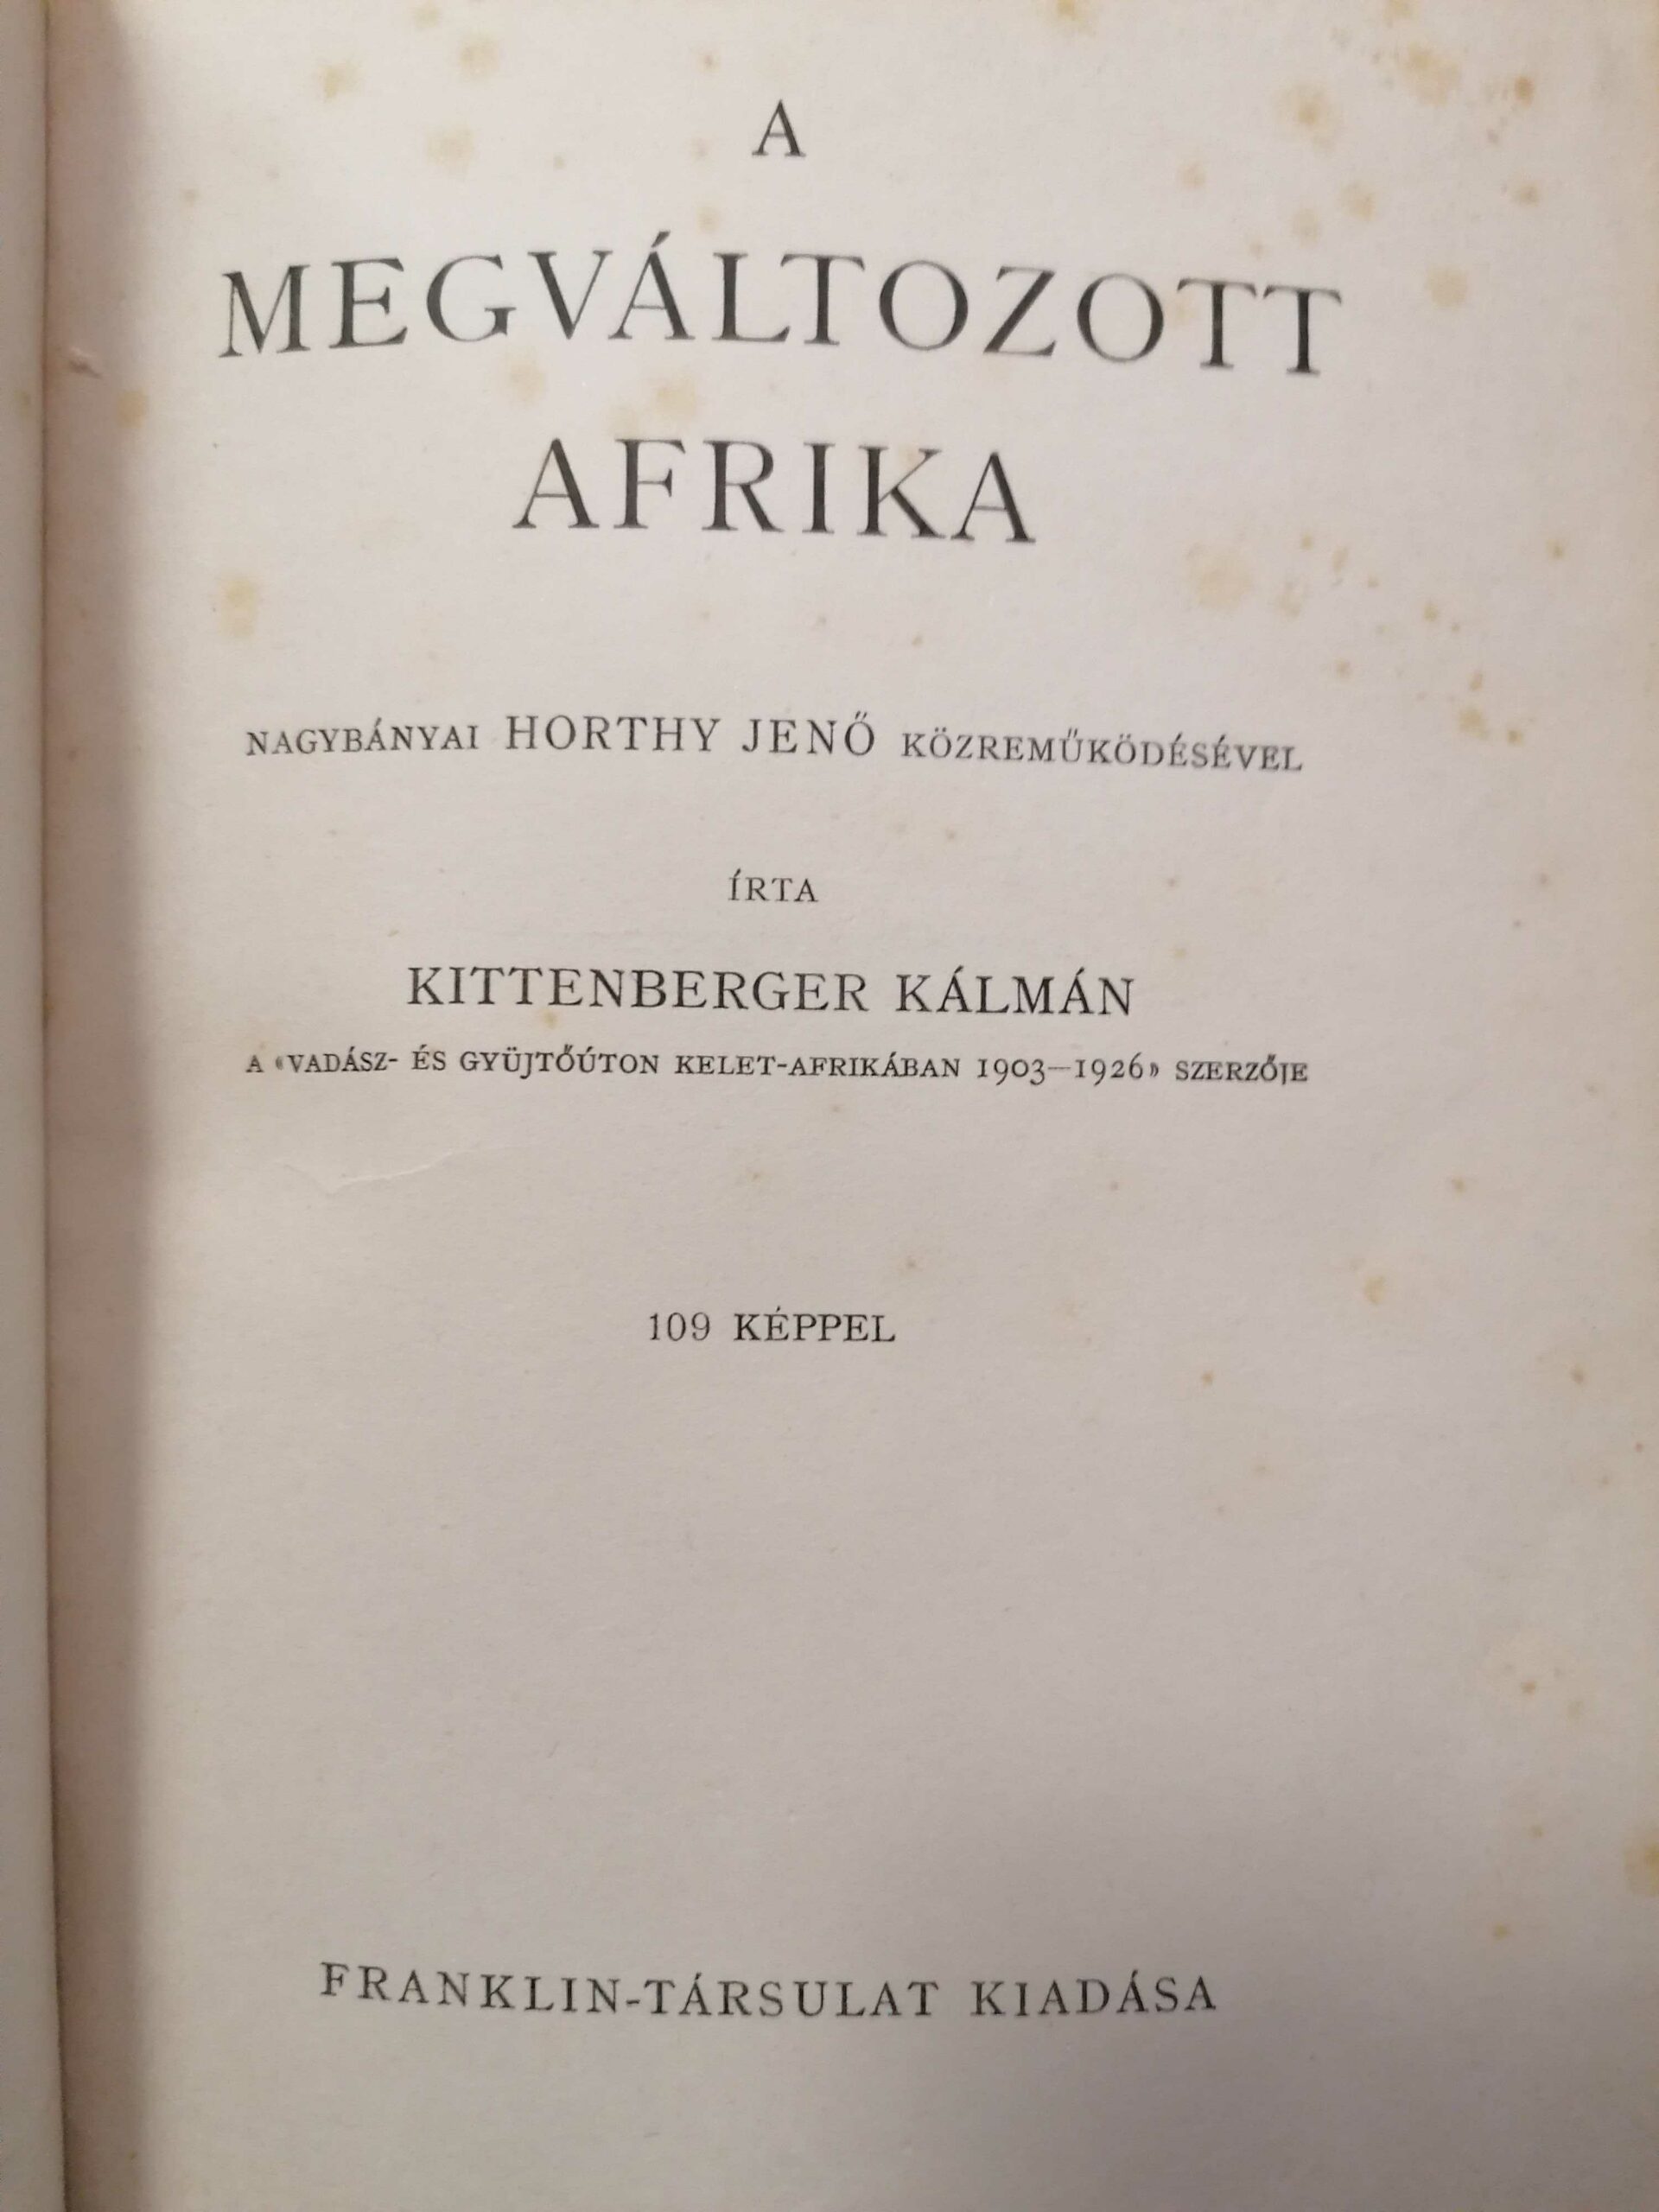 A
MEGVÁLTOZOTT
AFRIKA
NAGYBÁNYAI HORTHY JENŐ KÖZREMŰKÖDÉSÉVEL
ÍRTA
KITTENBERGER KÁLMÁN
A «VADÁSZ- ÉS GYÜJTŐÚTON KELET-AFRIKÁBAN 1903—1926» SZERZŐJE
109 KÉPPEL
FRANKLIN-TÁRSULAT KIADÁSA